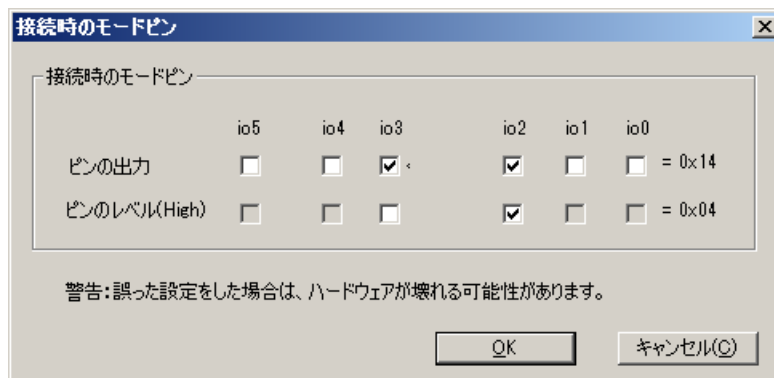 接続時のモードピン
接続時のモードピン
io5 io4 io3 io2 io1 io0
ピンの出力 = 0x14
ピンのレベル(High) = 0x04
警告:誤った設定をした場合は、ハードウェアが壊れる可能性があります。
OK キャンセル(C)